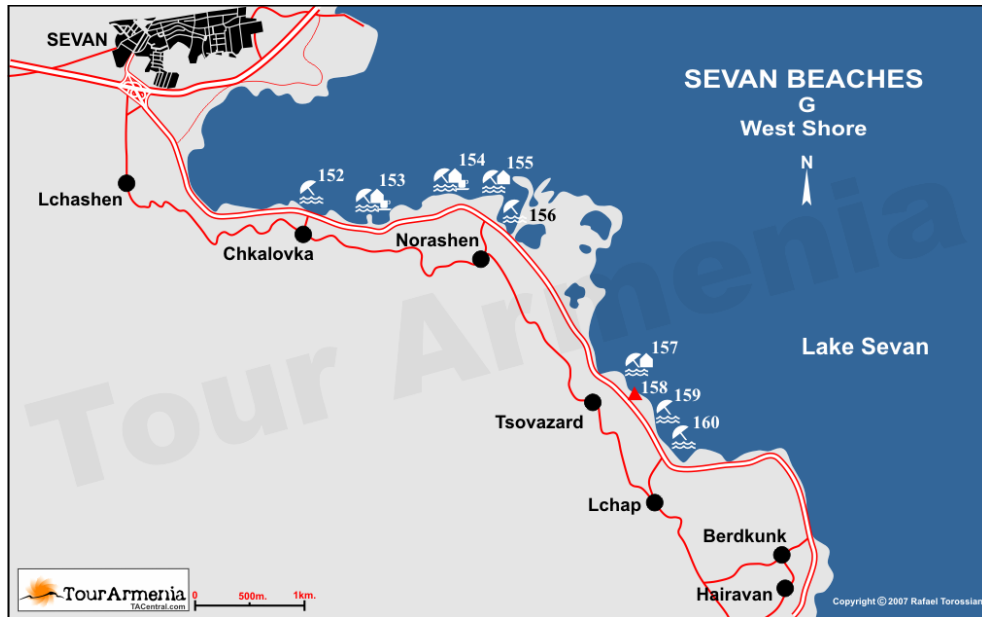 SEVAN
SEVAN BEACHES
G
West Shore
N
154
155
152
153
156
Lchashen
Chkalovka
Norashen
Tour Armenia
Lake Sevan
157
158
159
160
Tsovazard
Lchap
Berdkunk
Hairavan
TourArmenia
TACentral.com
0
500m.
1km.
Copyright © 2007 Rafael Torossian